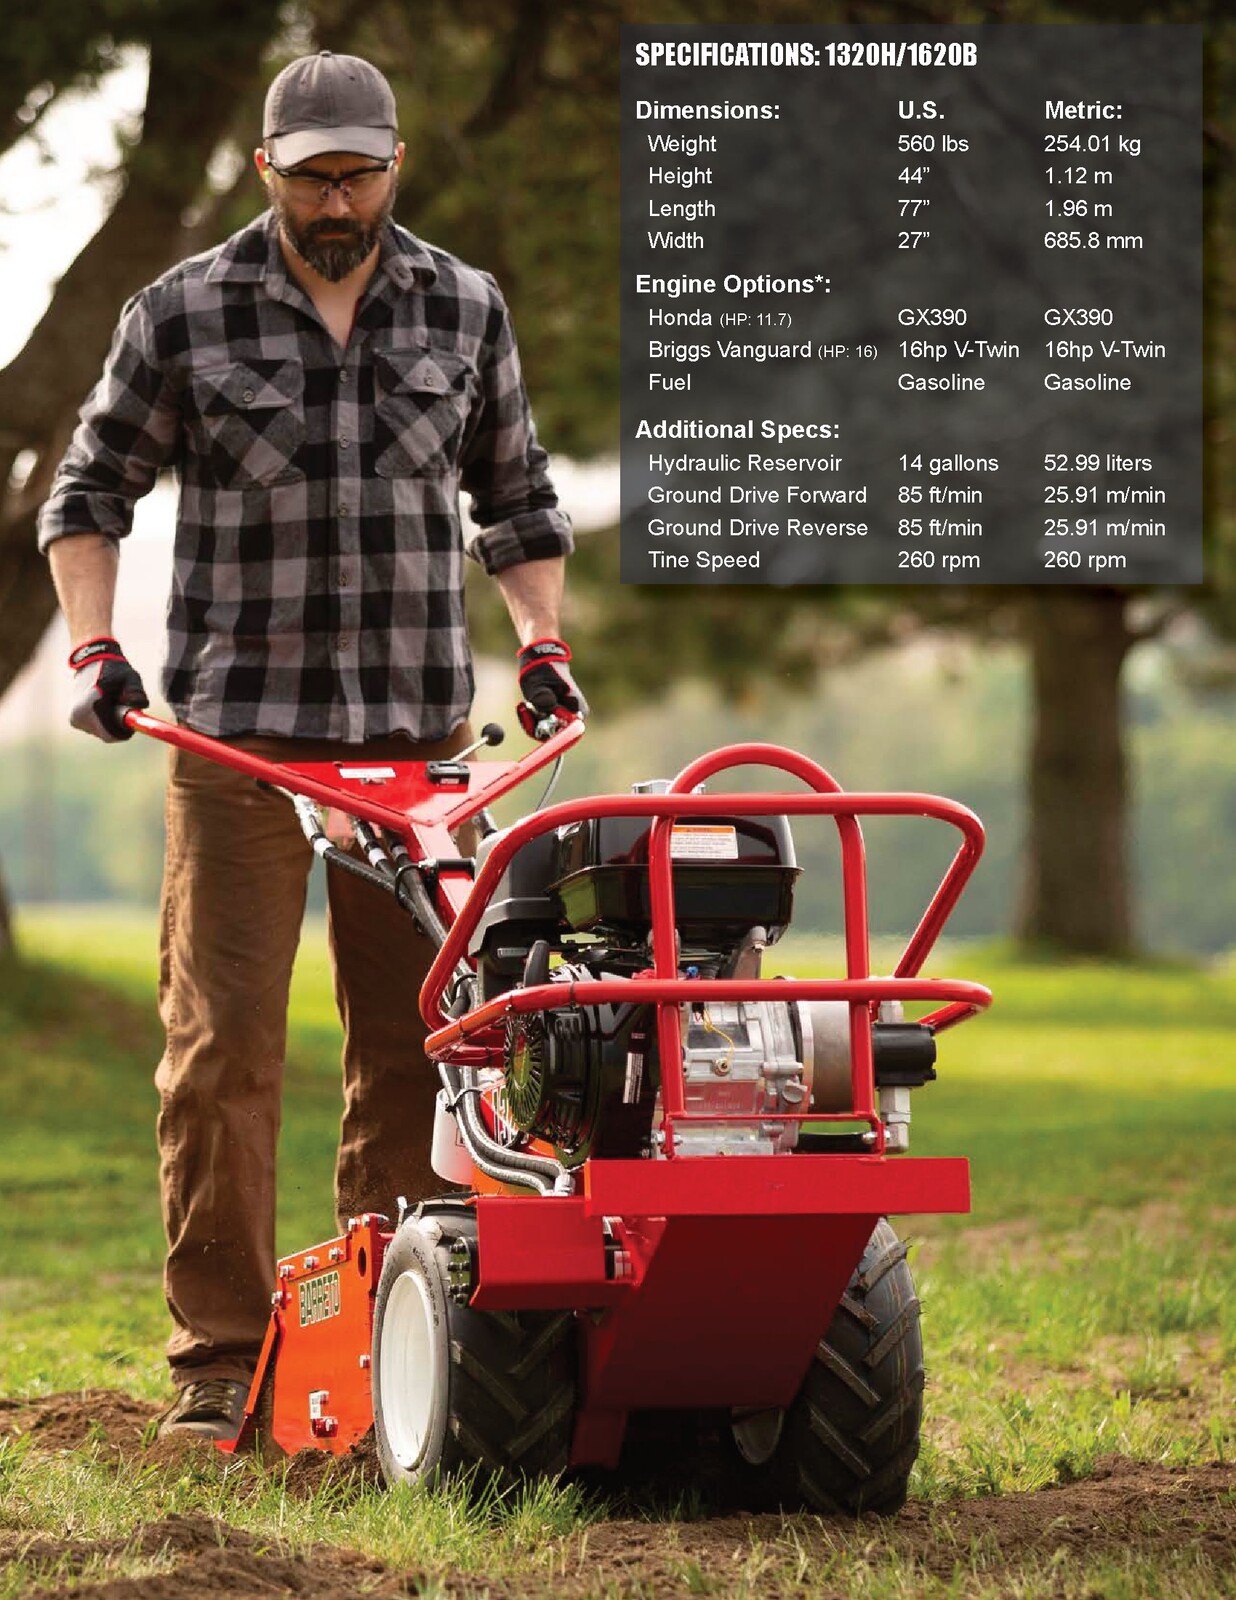 SPECIFICATIONS: 1320H/1620B
Dimensions: U.S. Metric:
Weight 560 lbs 254.01 kg
Height 44” 1.12 m
Length 77” 1.96 m
Width 27” 685.8 mm
Engine Options*:
Honda (HP: 11.7) GX390 GX390
Briggs Vanguard (HP: 16) 16hp V-Twin 16hp V-Twin
Fuel Gasoline Gasoline
Additional Specs:
Hydraulic Reservoir 14 gallons 52.99 liters
Ground Drive Forward 85 ft/min 25.91 m/min
Ground Drive Reverse 85 ft/min 25.91 m/min
Tine Speed 260 rpm 260 rpm
BARRETO